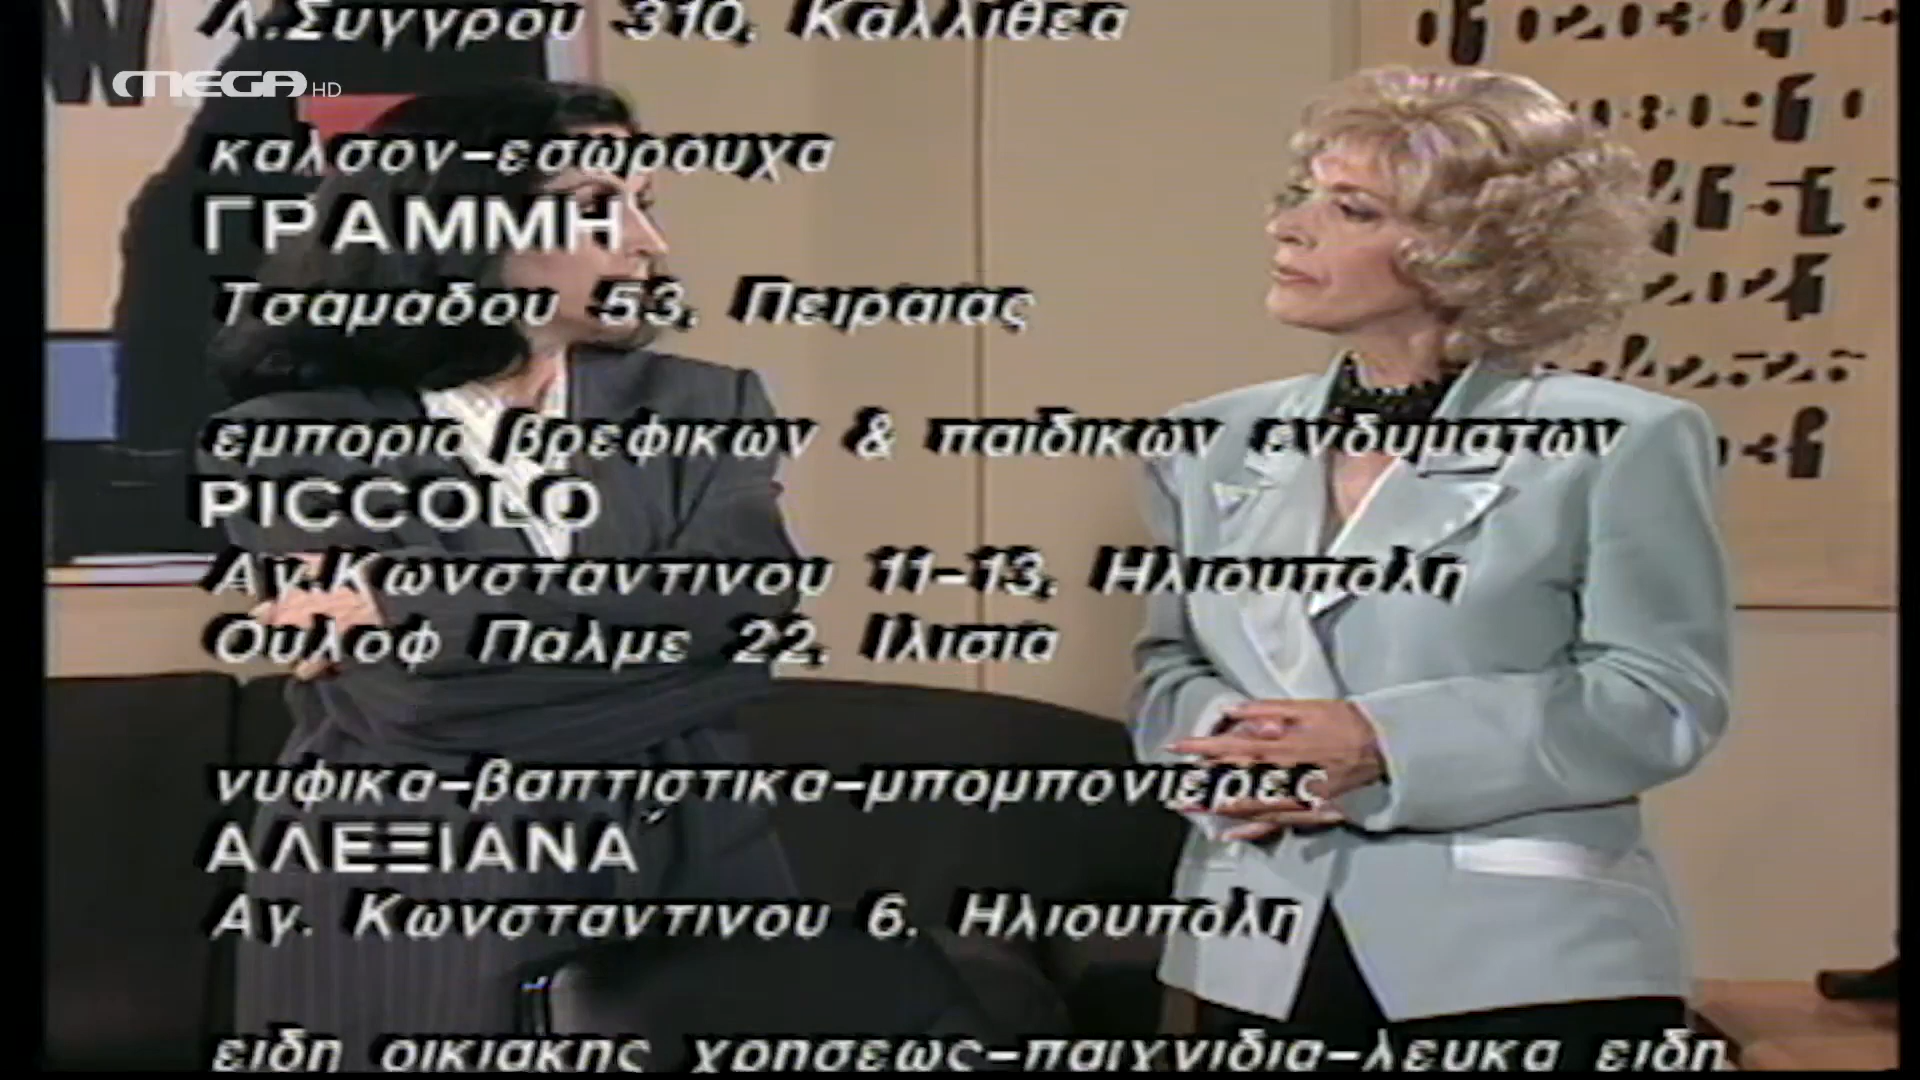 Λ.Συγγρου 310, Καλλιθεα
MEGA HD
καλσον-εσωρουχα
ΓΡΑΜΜΗ
Τσαμαδου 53, Πειραιας
εμποριο βρεφικων & παιδικων ενδυματων
PICCOLO
Αγ.Κωνσταντινου 11-13, Ηλιουπολη
Ουλοφ Παλμε 22, Ιλισια
νυφικα-βαπτιστικα-μπομπονιερες
ΑΛΕΞΙΑΝΑ
Αγ. Κωνσταντινου 6, Ηλιουπολη
ειδη οικιακης χρησεως-παιχνιδια-λευκα ειδη